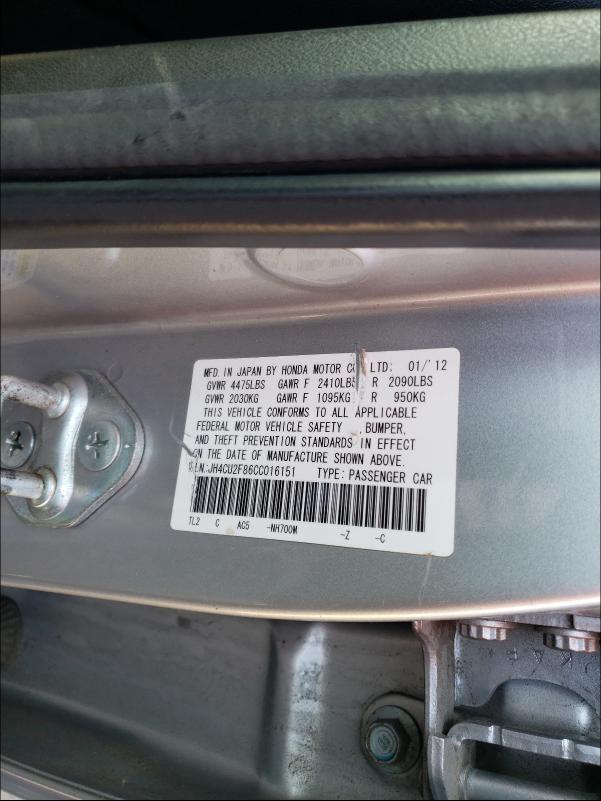 MFD. IN JAPAN BY HONDA MOTOR CO., LTD: 01/'12
GVWR 4475LBS GAWR F 2410LBS R 2090LBS
GVWR 2030KG GAWR F 1095KG R 950KG
THIS VEHICLE CONFORMS TO ALL APPLICABLE
FEDERAL MOTOR VEHICLE SAFETY, BUMPER,
AND THEFT PREVENTION STANDARDS IN EFFECT
ON THE DATE OF MANUFACTURE SHOWN ABOVE.
JH4CU2F86CC016151 TYPE: PASSENGER CAR
TL2 C AC5 -NH700M -Z -C